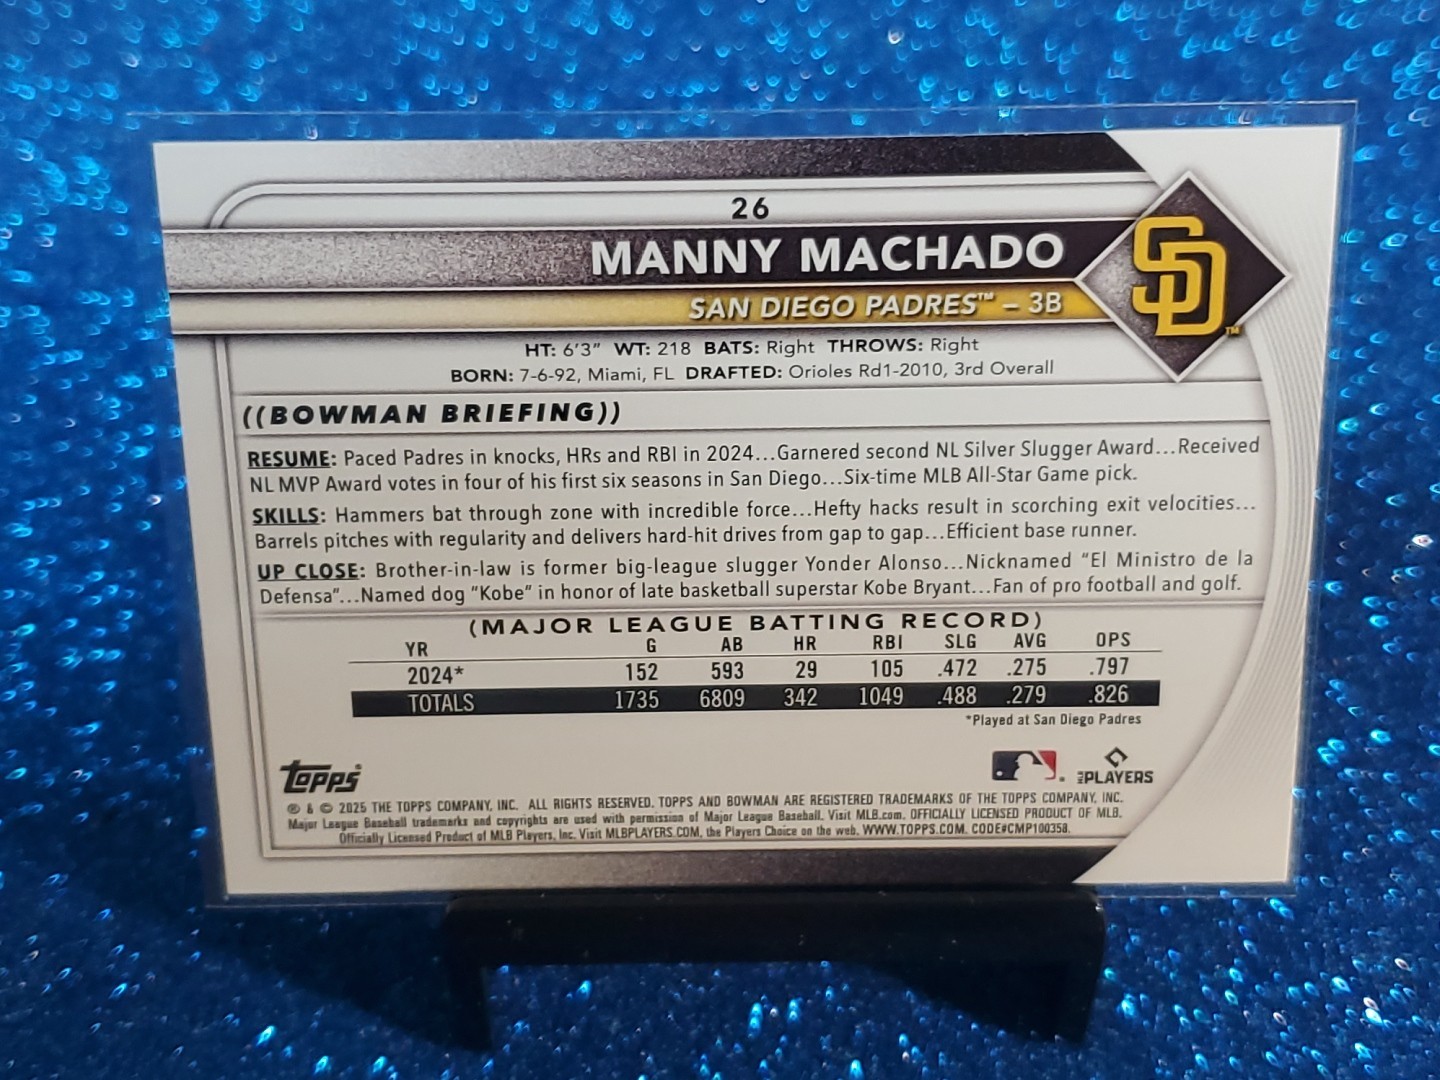 26
MANNY MACHADO
SAN DIEGO PADRES™ – 3B
SD™
HT: 6'3" WT: 218 BATS: Right THROWS: Right
BORN: 7-6-92, Miami, FL DRAFTED: Orioles Rd1-2010, 3rd Overall
((BOWMAN BRIEFING))
RESUME: Paced Padres in knocks, HRs and RBI in 2024...Garnered second NL Silver Slugger Award...Received
NL MVP Award votes in four of his first six seasons in San Diego...Six-time MLB All-Star Game pick.
SKILLS: Hammers bat through zone with incredible force...Hefty hacks result in scorching exit velocities...
Barrels pitches with regularity and delivers hard-hit drives from gap to gap...Efficient base runner.
UP CLOSE: Brother-in-law is former big-league slugger Yonder Alonso...Nicknamed "El Ministro de la
Defensa"...Named dog "Kobe" in honor of late basketball superstar Kobe Bryant...Fan of pro football and golf.
(MAJOR LEAGUE BATTING RECORD)
YR G AB HR RBI SLG AVG OPS
2024* 152 593 29 105 .472 .275 .797
TOTALS 1735 6809 342 1049 .488 .279 .826
*Played at San Diego Padres
Topps® MLB PLAYERS
® & © 2025 THE TOPPS COMPANY, INC. ALL RIGHTS RESERVED. TOPPS AND BOWMAN ARE REGISTERED TRADEMARKS OF THE TOPPS COMPANY, INC.
Major League Baseball trademarks and copyrights are used with permission of Major League Baseball. Visit MLB.com. OFFICIALLY LICENSED PRODUCT OF MLB.
Officially Licensed Product of MLB Players, Inc. Visit MLBPLAYERS.COM, the Players Choice on the web. WWW.TOPPS.COM. CODE#CMP100358.